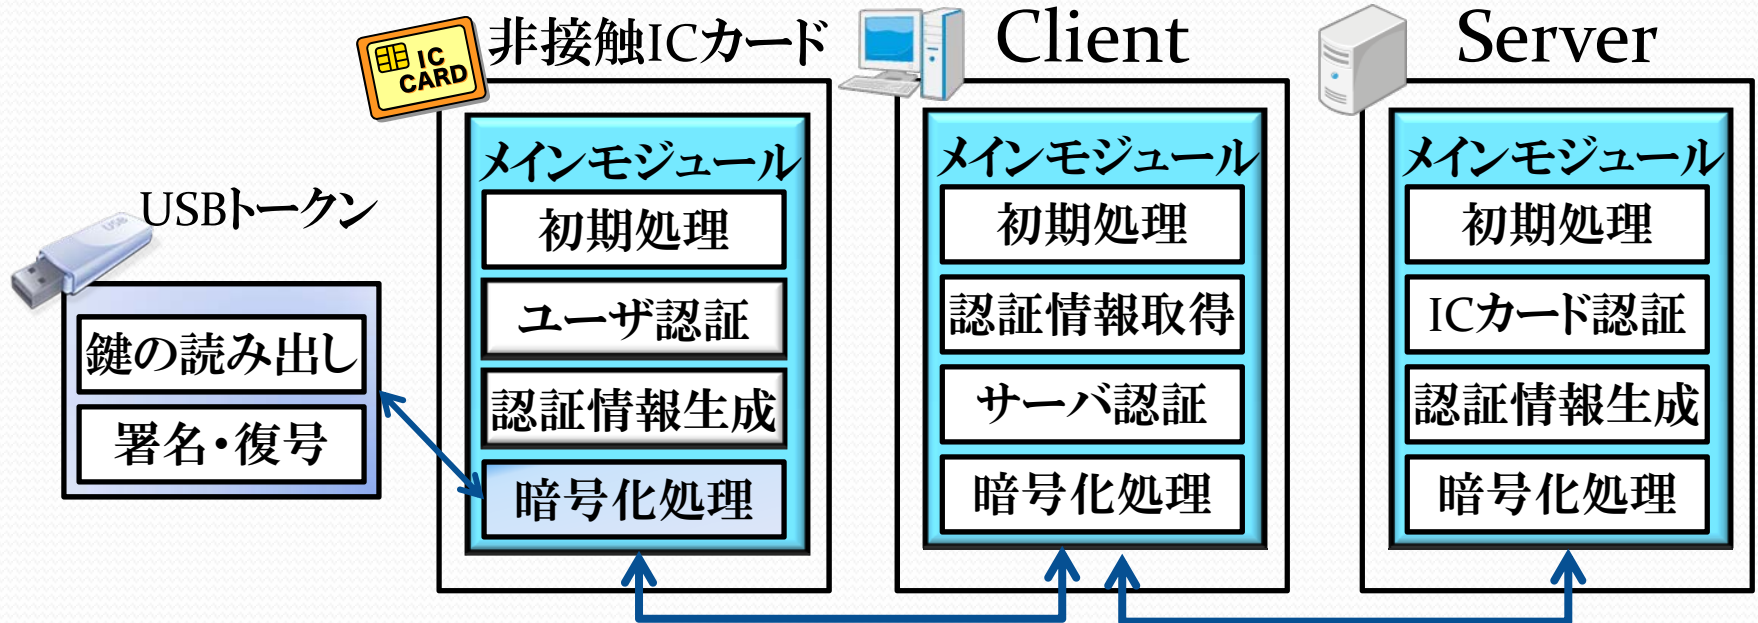 非接触ICカード
Client
Server
IC
CARD
USBトークン
USB
鍵の読み出し
署名・復号
メインモジュール
初期処理
ユーザ認証
認証情報生成
暗号化処理
メインモジュール
初期処理
認証情報取得
サーバ認証
暗号化処理
メインモジュール
初期処理
ICカード認証
認証情報生成
暗号化処理